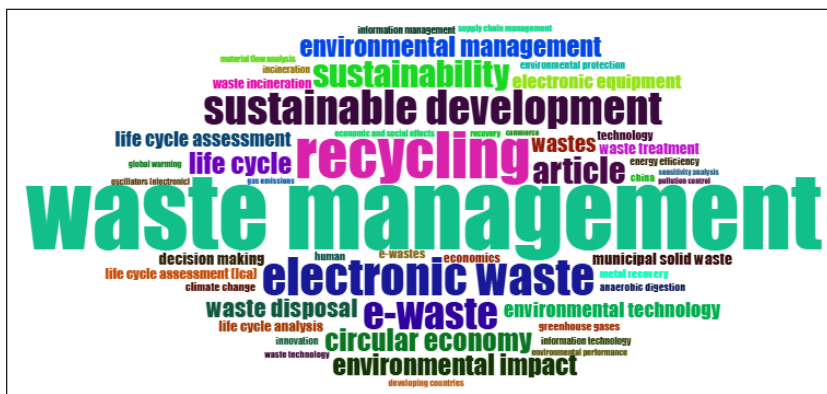 information management supply chain management
environmental management
material flow analysis
incineration sustainability environmental protection
waste incineration electronic equipment
sustainable development
life cycle assessment economic and social effects recovery commerce wastes technology
waste treatment
global warming life cycle recycling article energy efficiency
sensitivity analysis
oscillators (electronic) gas emissions china pollution control
waste management
decision making human e-wastes economics municipal solid waste
life cycle assessment (lca) electronic waste metal recovery
climate change anaerobic digestion
waste disposal e-waste environmental technology
life cycle analysis greenhouse gases
innovation circular economy information technology
waste technology environmental performance
environmental impact
developing countries